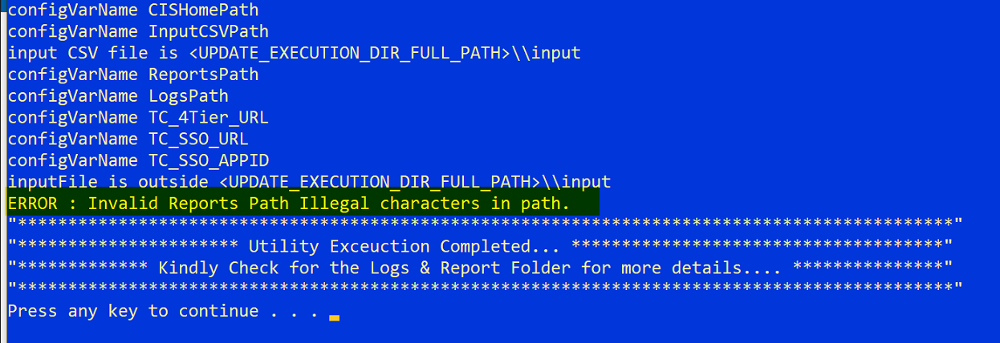 configVarName CISHomePath
configVarName InputCSVPath
input CSV file is <UPDATE_EXECUTION_DIR_FULL_PATH>\\input
configVarName ReportsPath
configVarName LogsPath
configVarName TC_4Tier_URL
configVarName TC_SSO_URL
configVarName TC_SSO_APPID
inputFile is outside <UPDATE_EXECUTION_DIR_FULL_PATH>\\input
ERROR : Invalid Reports Path Illegal characters in path.
"*********************************************************************************************"
"********************** Utility Exceuction Completed... *************************************"
"************* Kindly Check for the Logs & Report Folder for more details.... ***************"
"*********************************************************************************************"
Press any key to continue . . .